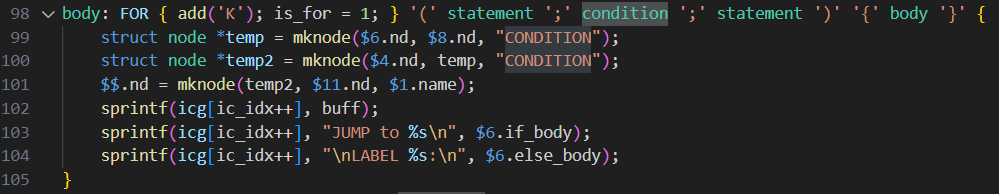 98 body: FOR { add('K'); is_for = 1; } '(' statement ';' condition ';' statement ')' '{' body '}' {
99 struct node *temp = mknode($6.nd, $8.nd, "CONDITION");
100 struct node *temp2 = mknode($4.nd, temp, "CONDITION");
101 $$.nd = mknode(temp2, $11.nd, $1.name);
102 sprintf(icg[ic_idx++], buff);
103 sprintf(icg[ic_idx++], "JUMP to %s\n", $6.if_body);
104 sprintf(icg[ic_idx++], "\nLABEL %s:\n", $6.else_body);
105 }